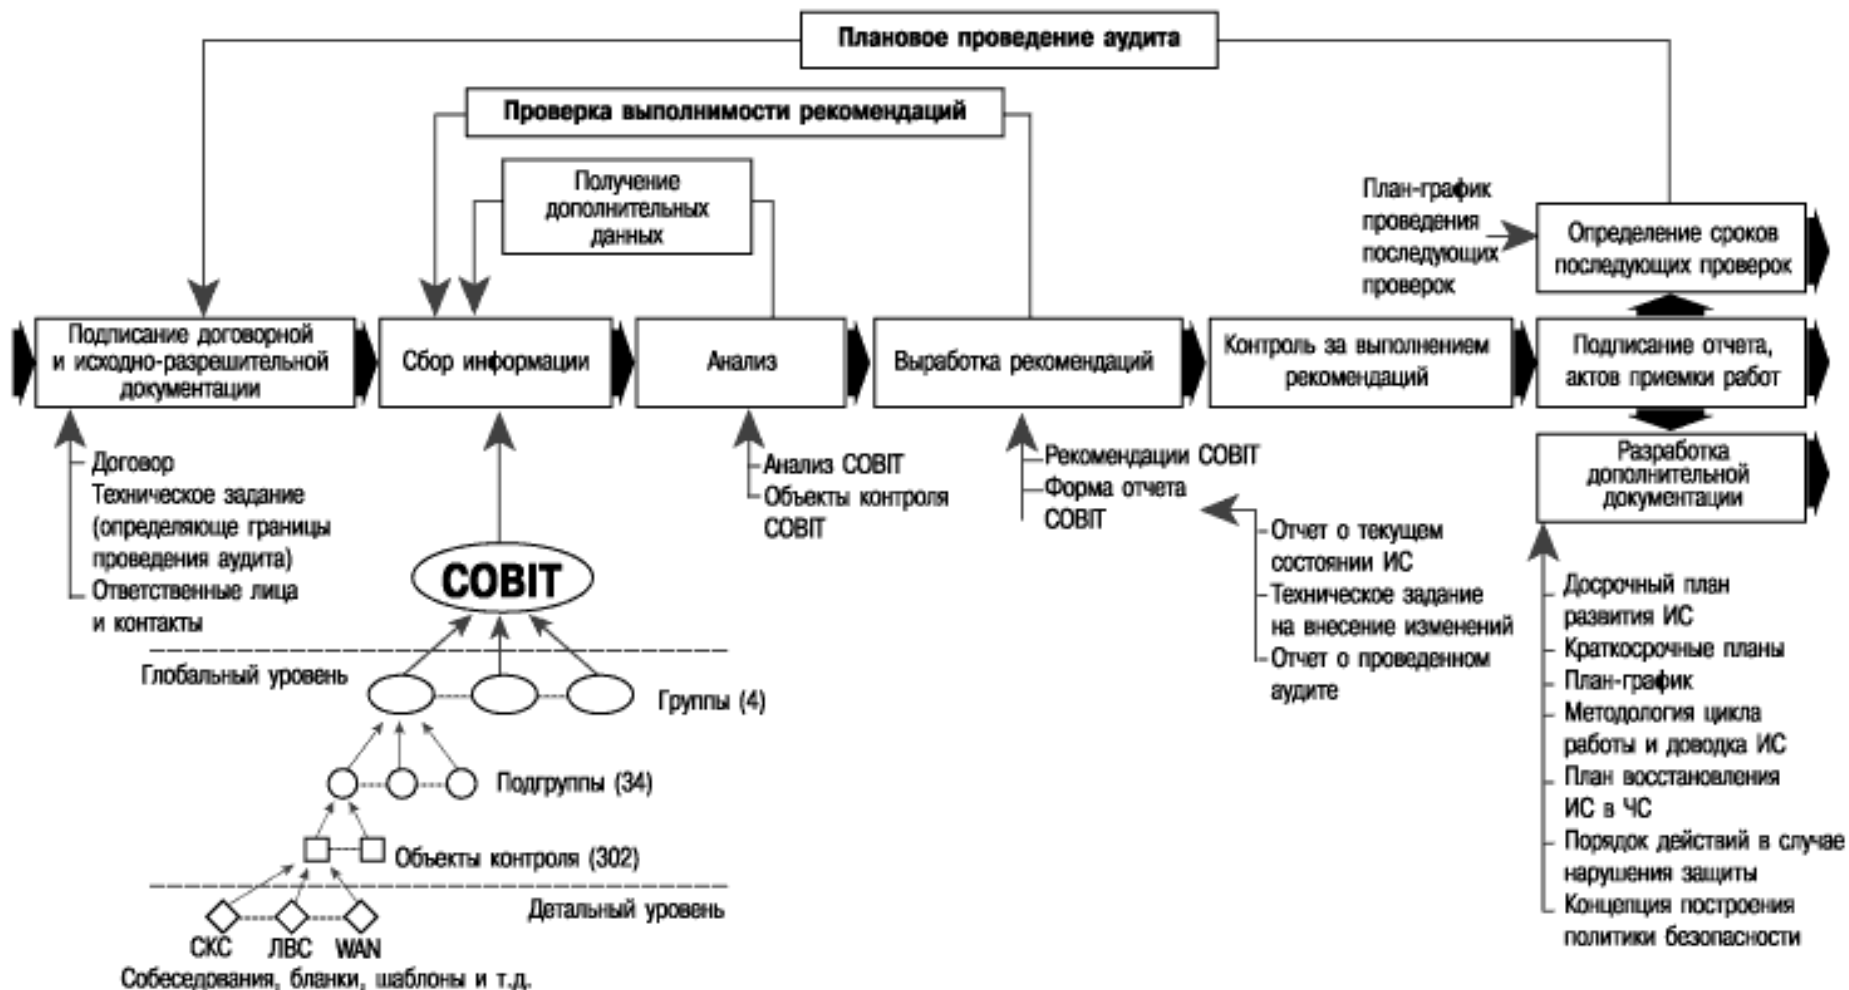 Плановое проведение аудита
Проверка выполнимости рекомендаций
Получение
дополнительных
данных
План-график
проведения
последующих
проверок
Определение сроков
последующих проверок
Подписание договорной
и исходно-разрешительной
документации
Сбор информации
Анализ
Выработка рекомендаций
Контроль за выполнением
рекомендаций
Подписание отчета,
актов приемки работ
Разработка
дополнительной
документации
Договор
Техническое задание
(определяюще границы
проведения аудита)
Ответственные лица
и контакты
COBIT
Анализ COBIT
Объекты контроля
COBIT
Рекомендации COBIT
Форма отчета
COBIT
Отчет о текущем
состоянии ИС
Техническое задание
на внесение изменений
Отчет о проведенном
аудите
Досрочный план
развития ИС
Краткосрочные планы
План-график
Методология цикла
работы и доводка ИС
План восстановления
ИС в ЧС
Порядок действий в случае
нарушения защиты
Концепция построения
политики безопасности
Глобальный уровень
Группы (4)
Подгруппы (34)
Объекты контроля (302)
Детальный уровень
СКС ЛВС WAN
Собеседования, бланки, шаблоны и т.д.